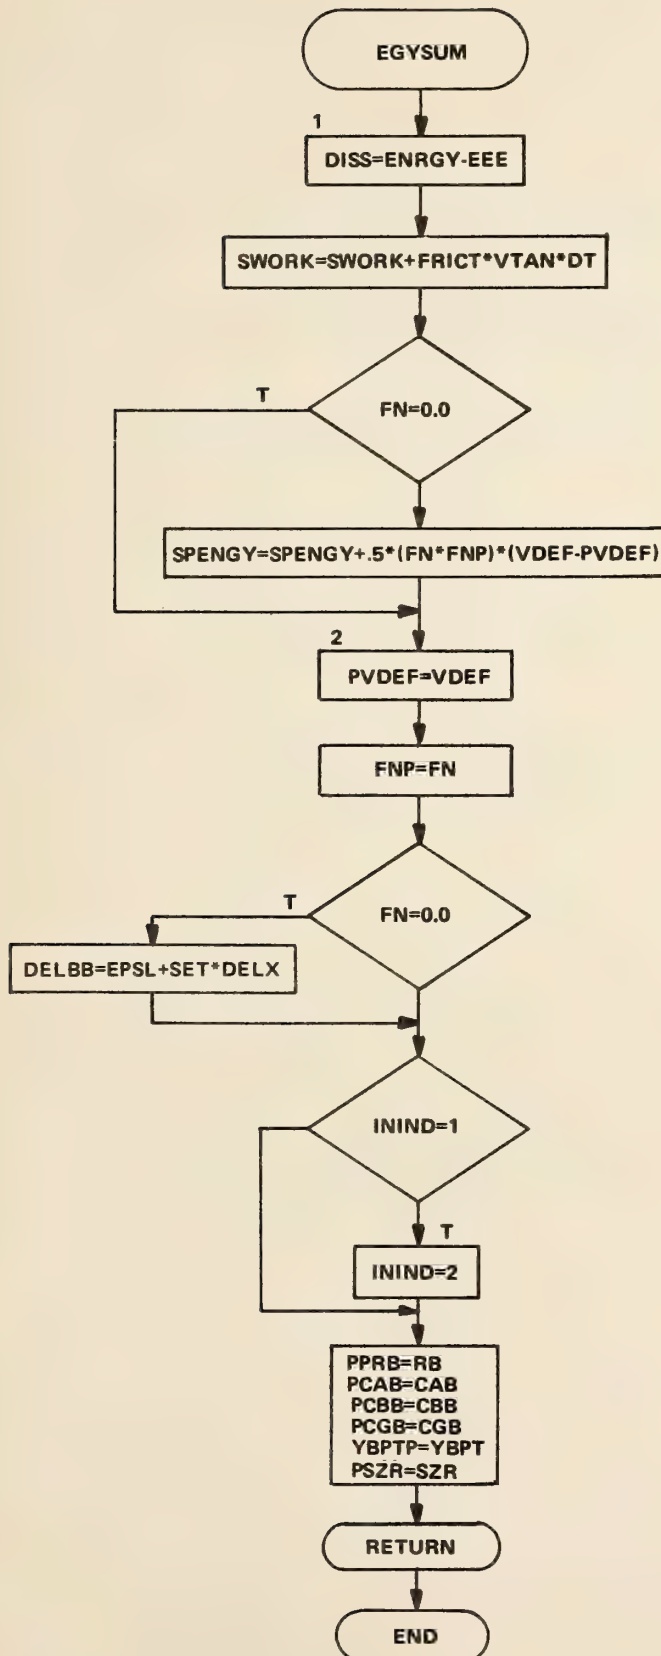 EGYSUM
1
DISS=ENRGY-EEE
SWORK=SWORK+FRICT*VTAN*DT
T
FN=0.0
SPENGY=SPENGY+.5*(FN*FNP)*(VDEF-PVDEF)
2
PVDEF=VDEF
FNP=FN
T
FN=0.0
DELBB=EPSL+SET*DELX
ININD=1
T
ININD=2
PPRB=RB
PCAB=CAB
PCBB=CBB
PCGB=CGB
YBPTP=YBPT
PSZR=SZR
RETURN
END